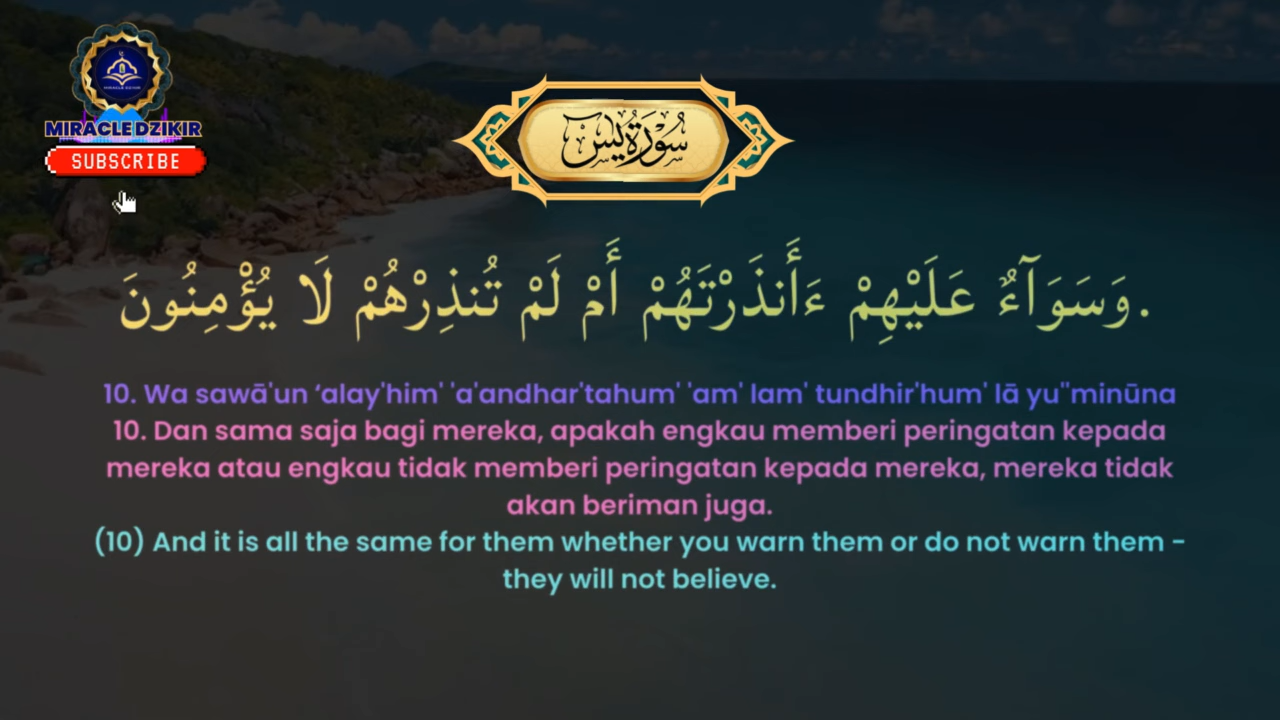 MIRACLE DZIKIR
MIRACLE DZIKIR
SUBSCRIBE
سُوْرَةُ يٰسٓ
وَسَوَآءٌ عَلَيْهِمْ ءَأَنذَرْتَهُمْ أَمْ لَمْ تُنذِرْهُمْ لَا يُؤْمِنُونَ.
10. Wa sawā'un ‘alay'him' 'a'andhar'tahum' 'am' lam' tundhir'hum' lā yu"minūna
10. Dan sama saja bagi mereka, apakah engkau memberi peringatan kepada
mereka atau engkau tidak memberi peringatan kepada mereka, mereka tidak
akan beriman juga.
(10) And it is all the same for them whether you warn them or do not warn them -
they will not believe.